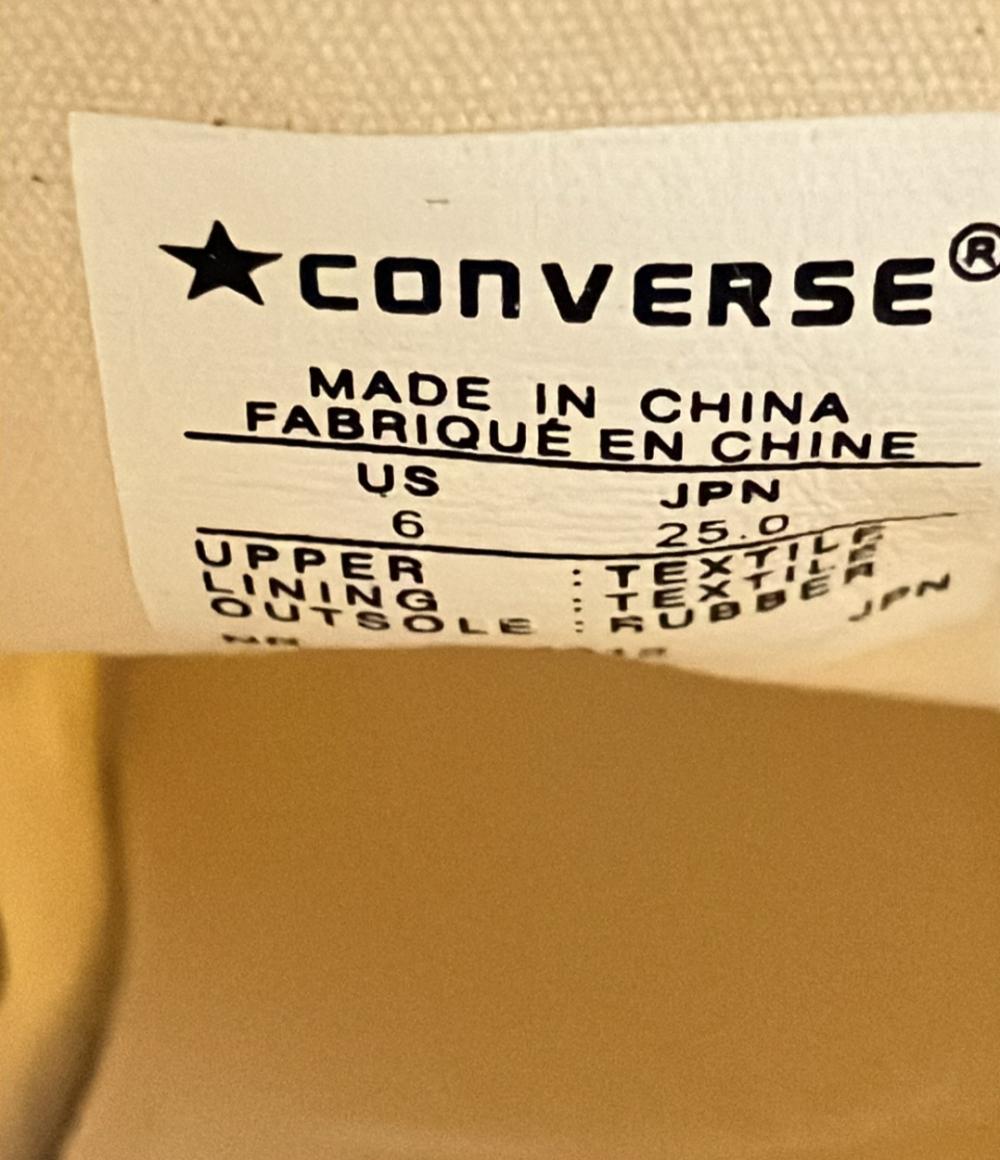 ★CONVERSE®
MADE IN CHINA
FABRIQUÉ EN CHINE
US JPN
6 25.0
UPPER : TEXTILE
LINING : TEXTILE
OUTSOLE : RUBBER
JPN